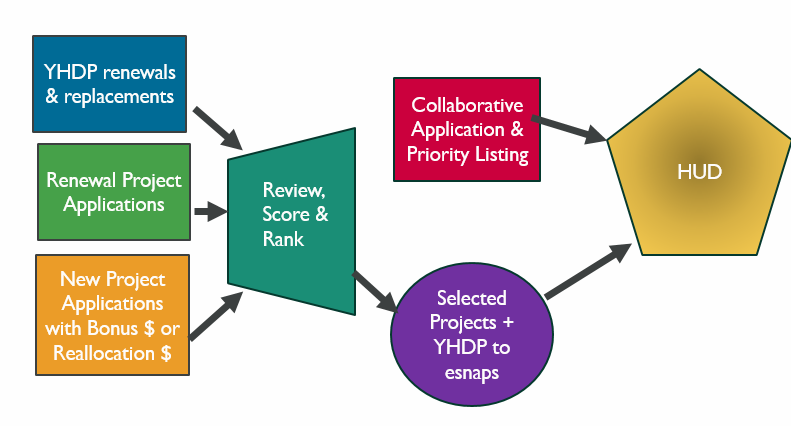 YHDP renewals
& replacements
Renewal Project
Applications
New Project
Applications
with Bonus $ or
Reallocation $
Review,
Score &
Rank
Collaborative
Application &
Priority Listing
Selected
Projects +
YHDP to
esnaps
HUD